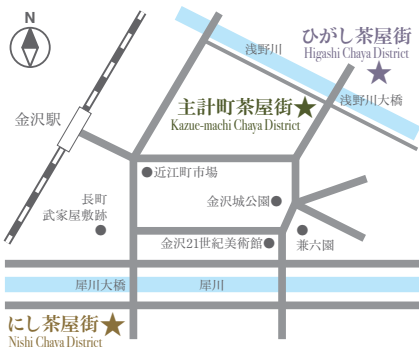 N
ひがし茶屋街
Higashi Chaya District
浅野川
浅野川大橋
主計町茶屋街
Kazue-machi Chaya District
金沢駅
近江町市場
長町
武家屋敷跡
金沢城公園
金沢21世紀美術館
兼六園
犀川大橋
犀川
にし茶屋街
Nishi Chaya District